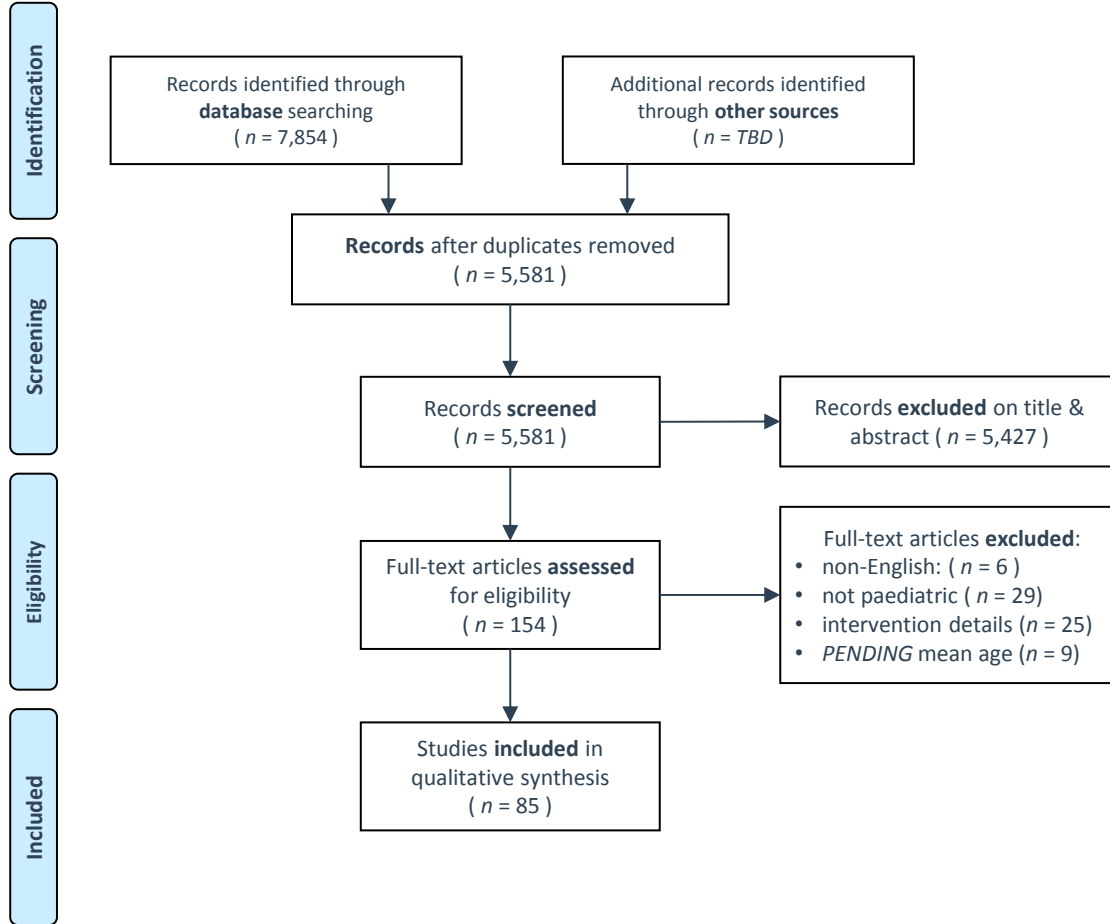 Identification
Records identified through
database searching
( n = 7,854 )
Additional records identified
through other sources
( n = TBD )
Records after duplicates removed
( n = 5,581 )
Screening
Records screened
( n = 5,581 )
Records excluded on title &
abstract ( n = 5,427 )
Eligibility
Full-text articles assessed
for eligibility
( n = 154 )
Full-text articles excluded:
• non-English: ( n = 6 )
• not paediatric ( n = 29)
• intervention details (n = 25)
• PENDING mean age (n = 9)
Included
Studies included in
qualitative synthesis
( n = 85 )